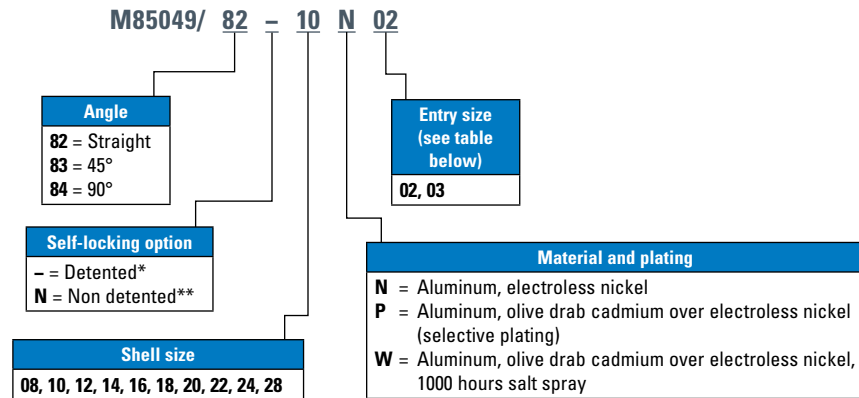 M85049/ 82 – 10 N 02
Angle
82 = Straight
83 = 45°
84 = 90°
Self-locking option
– = Detented*
N = Non detented**
Shell size
08, 10, 12, 14, 16, 18, 20, 22, 24, 28
Entry size
(see table
below)
02, 03
Material and plating
N = Aluminum, electroless nickel
P = Aluminum, olive drab cadmium over electroless nickel
(selective plating)
W = Aluminum, olive drab cadmium over electroless nickel,
1000 hours salt spray